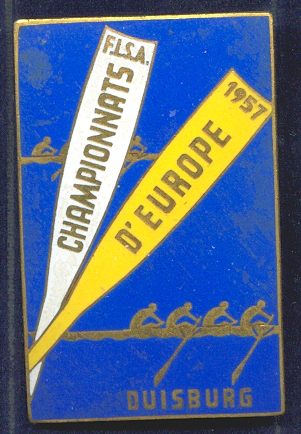 F.I.S.A.
CHAMPIONNATS
D'EUROPE
1957
DUISBURG